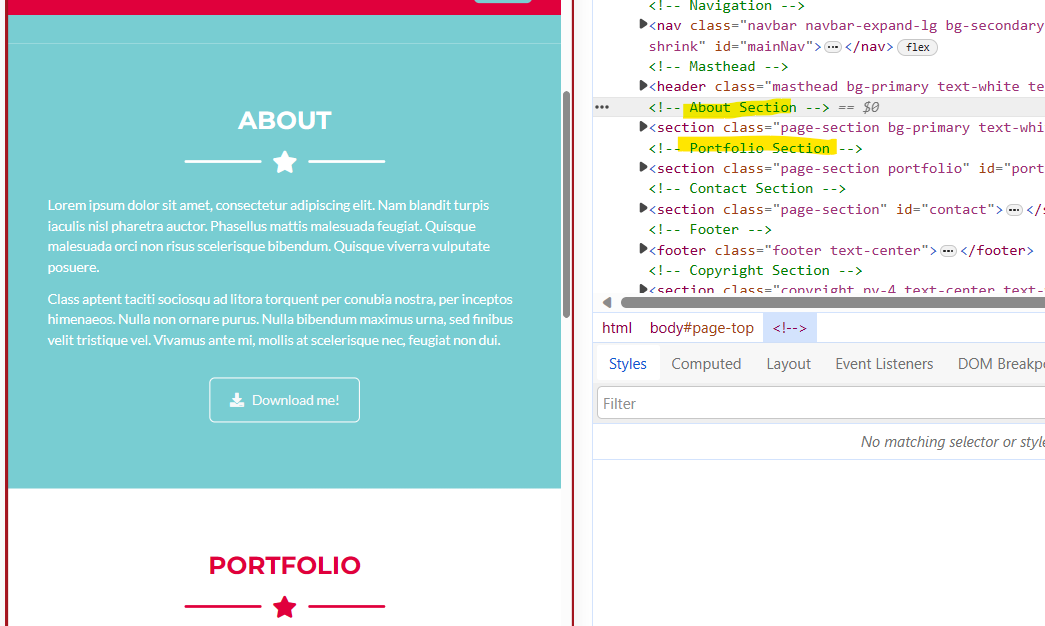 ABOUT
Lorem ipsum dolor sit amet, consectetur adipiscing elit. Nam blandit turpis
iaculis nisl pharetra auctor. Phasellus mattis malesuada feugiat. Quisque
malesuada orci non risus scelerisque bibendum. Quisque viverra vulputate
posuere.
Class aptent taciti sociosqu ad litora torquent per conubia nostra, per inceptos
himenaeos. Nulla non ornare purus. Nulla bibendum maximus urna, sed finibus
velit tristique vel. Vivamus ante mi, mollis at scelerisque nec, feugiat non dui.
Download me!
PORTFOLIO
<!-- Navigation -->
<nav class="navbar navbar-expand-lg bg-secondary
shrink" id="mainNav"> ⋯ </nav> flex
<!-- Masthead -->
<header class="masthead bg-primary text-white te
<!-- About Section --> == $0
<section class="page-section bg-primary text-whi
<!-- Portfolio Section -->
<section class="page-section portfolio" id="port
<!-- Contact Section -->
<section class="page-section" id="contact"> ⋯ </s
<!-- Footer -->
<footer class="footer text-center"> ⋯ </footer>
<!-- Copyright Section -->
<section class="copyright py-4 text-center text-
html body#page-top <!-->
Styles Computed Layout Event Listeners DOM Breakpo
Filter
No matching selector or style